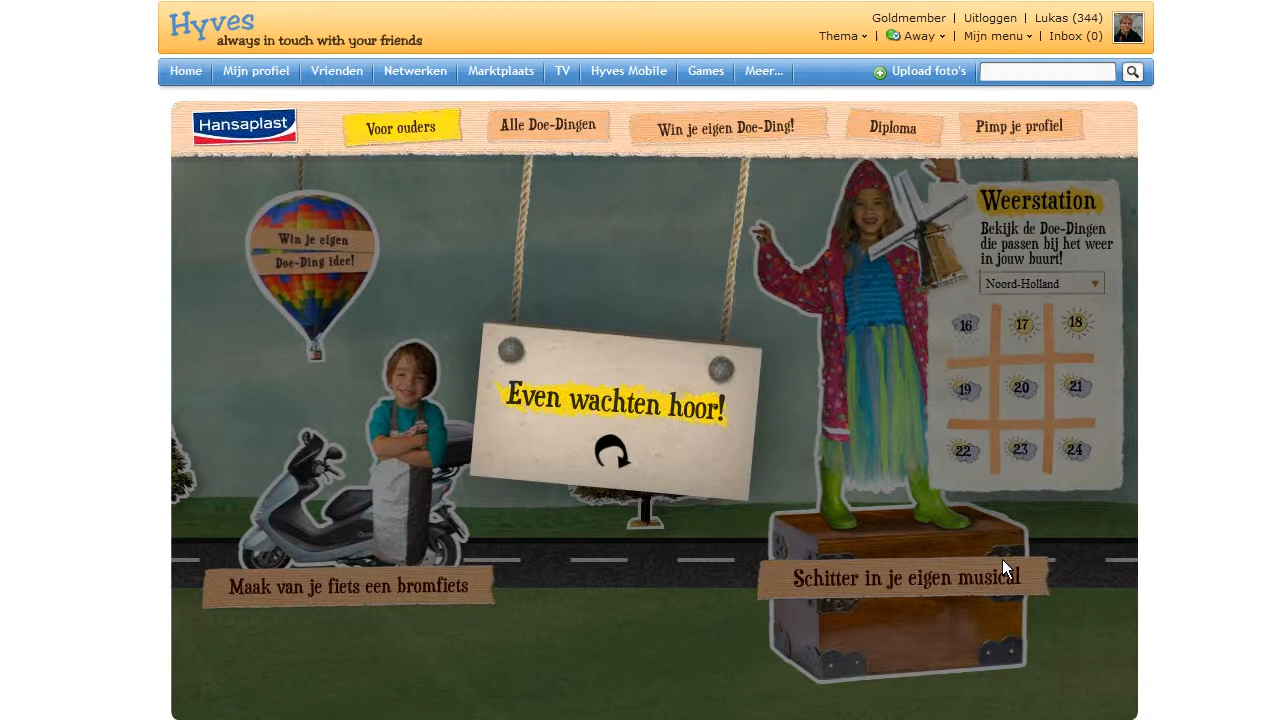 Hyves
always in touch with your friends
Goldmember | Uitloggen | Lukas (344)
Thema | Away | Mijn menu | Inbox (0)
Home Mijn profiel Vrienden Netwerken Marktplaats TV Hyves Mobile Games Meer... Upload foto's
Hansaplast Voor ouders Alle Doe-Dingen Win je eigen Doe-Ding! Diploma Pimp je profiel
Win je eigen
Doe-Ding idee!
Weerstation
Bekijk de Doe-Dingen
die passen bij het weer
in jouw buurt!
Noord-Holland
16 17 18
19 20 21
22 23 24
Even wachten hoor!
Maak van je fiets een bromfiets
Schitter in je eigen musical